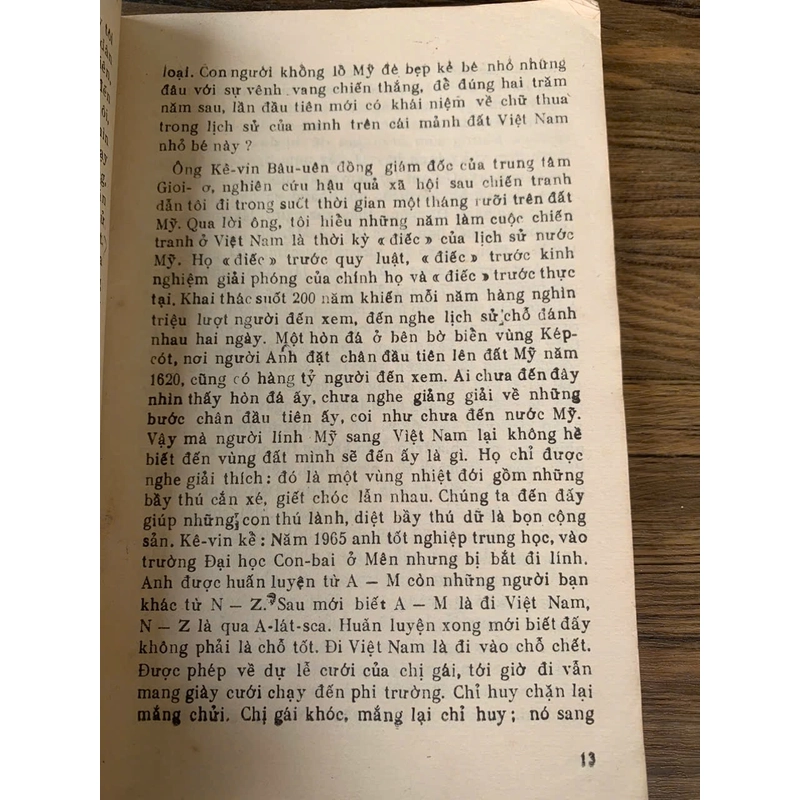 loại. Con người khổng lồ Mỹ đè bẹp kẻ bê nhỏ những
đâu với sự vênh vang chiến thắng, đề đúng hai trăm
năm sau, lần đầu tiên mới có khái niệm về chữ thua
trong lịch sử của mình trên cái mảnh đất Việt Nam
nhỏ bé này ?
Ông Kê-vin Bâu-uên đồng giám đốc của trung tâm
Gioi- ơ, nghiên cứu hậu quả xã hội sau chiến tranh
dẫn tôi đi trong suốt thời gian một tháng rưỡi trên đất
Mỹ. Qua lời ông, tôi hiểu những năm làm cuộc chiến
tranh ở Việt Nam là thời kỳ « điếc » của lịch sử nước
Mỹ. Họ «điếc» trước quy luật, «điếc» trước kinh
nghiệm giải phóng của chính họ và « điếc » trước thực
tại. Khai thác suốt 200 năm khiến mỗi năm hàng nghìn
triệu lượt người đến xem, đến nghe lịch sử chỗ đánh
nhau hai ngày. Một hòn đá ở bên bờ biển vùng Kép-
cót, nơi người Anh đặt chân đầu tiên lên đất Mỹ năm
1620, cũng có hàng tỷ người đến xem. Ai chưa đến đây
nhìn thấy hòn đá ấy, chưa nghe giảng giải về những
bước chân đầu tiên ấy, coi như chưa đến nước Mỹ.
Vậy mà người lính Mỹ sang Việt Nam lại không hề
biết đến vùng đất mình sẽ đến ấy là gì. Họ chỉ được
nghe giải thích : đó là một vùng nhiệt đới gồm những
bầy thú cắn xé, giết chóc lẫn nhau. Chúng ta đến đấy
giúp những con thú lành, diệt bầy thú dữ là bọn cộng
sản. Kê-vin kể : Năm 1965 anh tốt nghiệp trung học, vào
trường Đại học Con-bai ở Mên nhưng bị bắt đi lính.
Anh được huấn luyện từ A — M còn những người bạn
khác từ N — Z. Sau mới biết A — M là đi Việt Nam,
N — Z là qua A-lát-sca. Huấn luyện xong mới biết đấy
không phải là chỗ tốt. Đi Việt Nam là đi vào chỗ chết.
Được phép về dự lễ cưới của chị gái, tới giờ đi vẫn
mang giày cưới chạy đến phi trường. Chỉ huy chặn lại
mắng chửi. Chị gái khóc, mắng lại chỉ huy ; nó sang
13